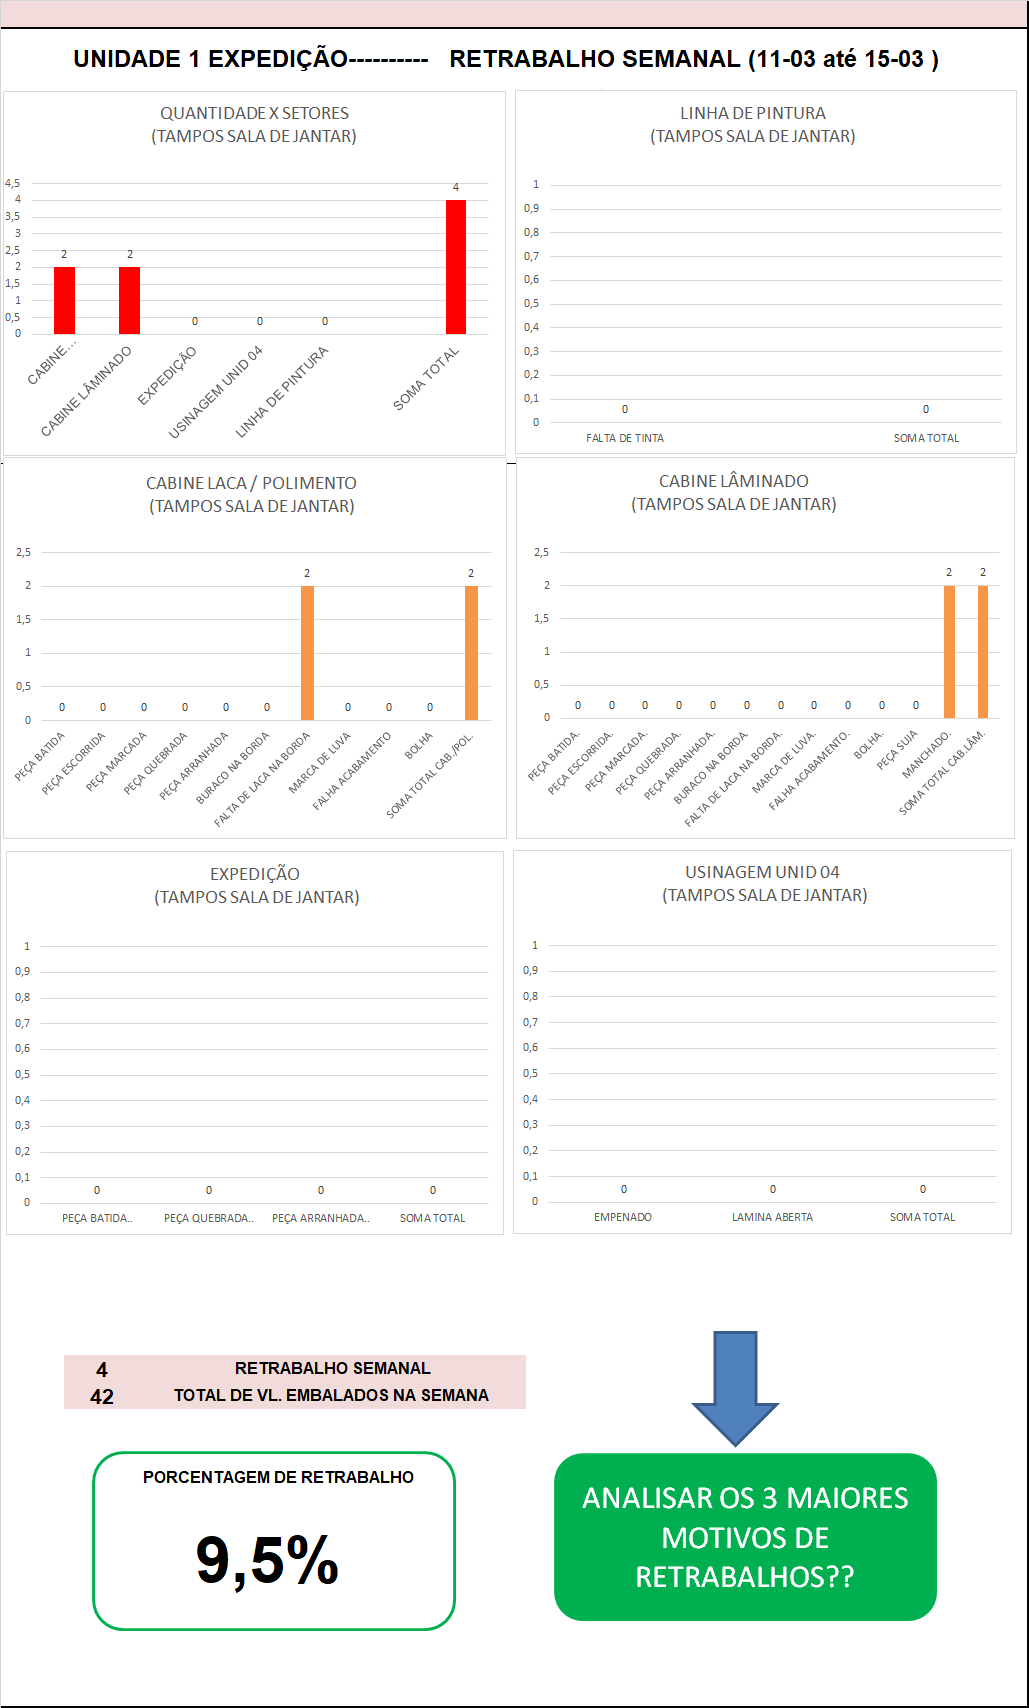 UNIDADE 1 EXPEDIÇÃO---------- RETRABALHO SEMANAL (11-03 até 15-03 )
QUANTIDADE X SETORES
(TAMPOS SALA DE JANTAR)
4,5
4
3,5
3
2,5
2
1,5
1
0,5
0
2
2
0
0
0
4
CABINE...
CABINE LÂMINADO
EXPEDIÇÃO
USINAGEM UNID 04
LINHA DE PINTURA
SOMA TOTAL
LINHA DE PINTURA
(TAMPOS SALA DE JANTAR)
1
0,9
0,8
0,7
0,6
0,5
0,4
0,3
0,2
0,1
0
0
0
FALTA DE TINTA
SOMA TOTAL
CABINE LACA / POLIMENTO
(TAMPOS SALA DE JANTAR)
2,5
2
1,5
1
0,5
0
0
0
0
0
0
0
2
0
0
0
2
PEÇA BATIDA
PEÇA ESCORRIDA
PEÇA MARCADA
PEÇA QUEBRADA
PEÇA ARRANHADA
BURACO NA BORDA
FALTA DE LACA NA BORDA
MARCA DE LUVA
FALHA ACABAMENTO
BOLHA
SOMA TOTAL CAB./POL.
CABINE LÂMINADO
(TAMPOS SALA DE JANTAR)
2,5
2
1,5
1
0,5
0
0
0
0
0
0
0
0
0
0
0
0
2
2
PEÇA BATIDA.
PEÇA ESCORRIDA.
PEÇA MARCADA.
PEÇA QUEBRADA.
PEÇA ARRANHADA.
BURACO NA BORDA.
FALTA DE LACA NA BORDA.
MARCA DE LUVA.
FALHA ACABAMENTO.
BOLHA.
PEÇA SUJA
MANCHADO.
SOMA TOTAL CAB.LÂM.
EXPEDIÇÃO
(TAMPOS SALA DE JANTAR)
1
0,9
0,8
0,7
0,6
0,5
0,4
0,3
0,2
0,1
0
0
0
0
0
PEÇA BATIDA..
PEÇA QUEBRADA..
PEÇA ARRANHADA..
SOMA TOTAL
USINAGEM UNID 04
(TAMPOS SALA DE JANTAR)
1
0,9
0,8
0,7
0,6
0,5
0,4
0,3
0,2
0,1
0
0
0
0
EMPENADO
LAMINA ABERTA
SOMA TOTAL
4 RETRABALHO SEMANAL
42 TOTAL DE VL. EMBALADOS NA SEMANA
PORCENTAGEM DE RETRABALHO
9,5%
ANALISAR OS 3 MAIORES
MOTIVOS DE
RETRABALHOS??